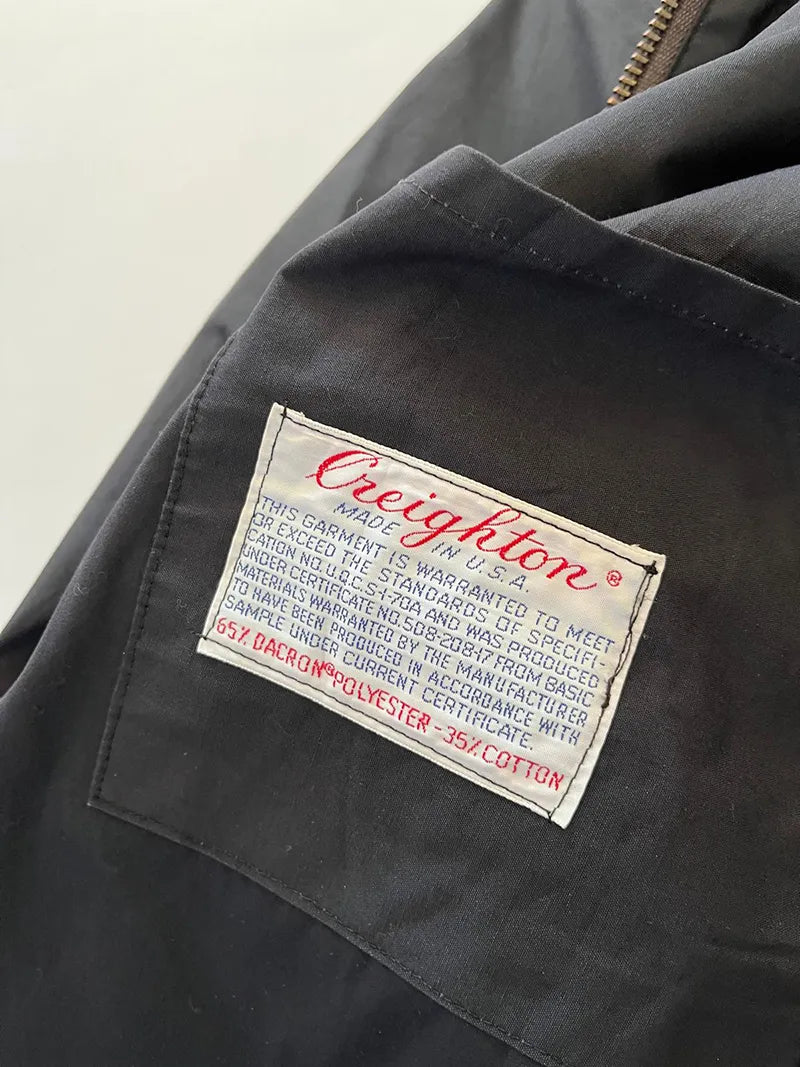 Creighton®
MADE IN U.S.A.
THIS GARMENT IS WARRANTED TO MEET
OR EXCEED THE STANDARDS OF SPECIFI-
CATION NO. U.Q.C.S-1-70A AND WAS PRODUCED
UNDER CERTIFICATE NO. 508-20817 FROM BASIC
MATERIALS WARRANTED BY THE MANUFACTURER
TO HAVE BEEN PRODUCED IN ACCORDANCE WITH
SAMPLE UNDER CURRENT CERTIFICATE.
65% DACRON® POLYESTER - 35% COTTON